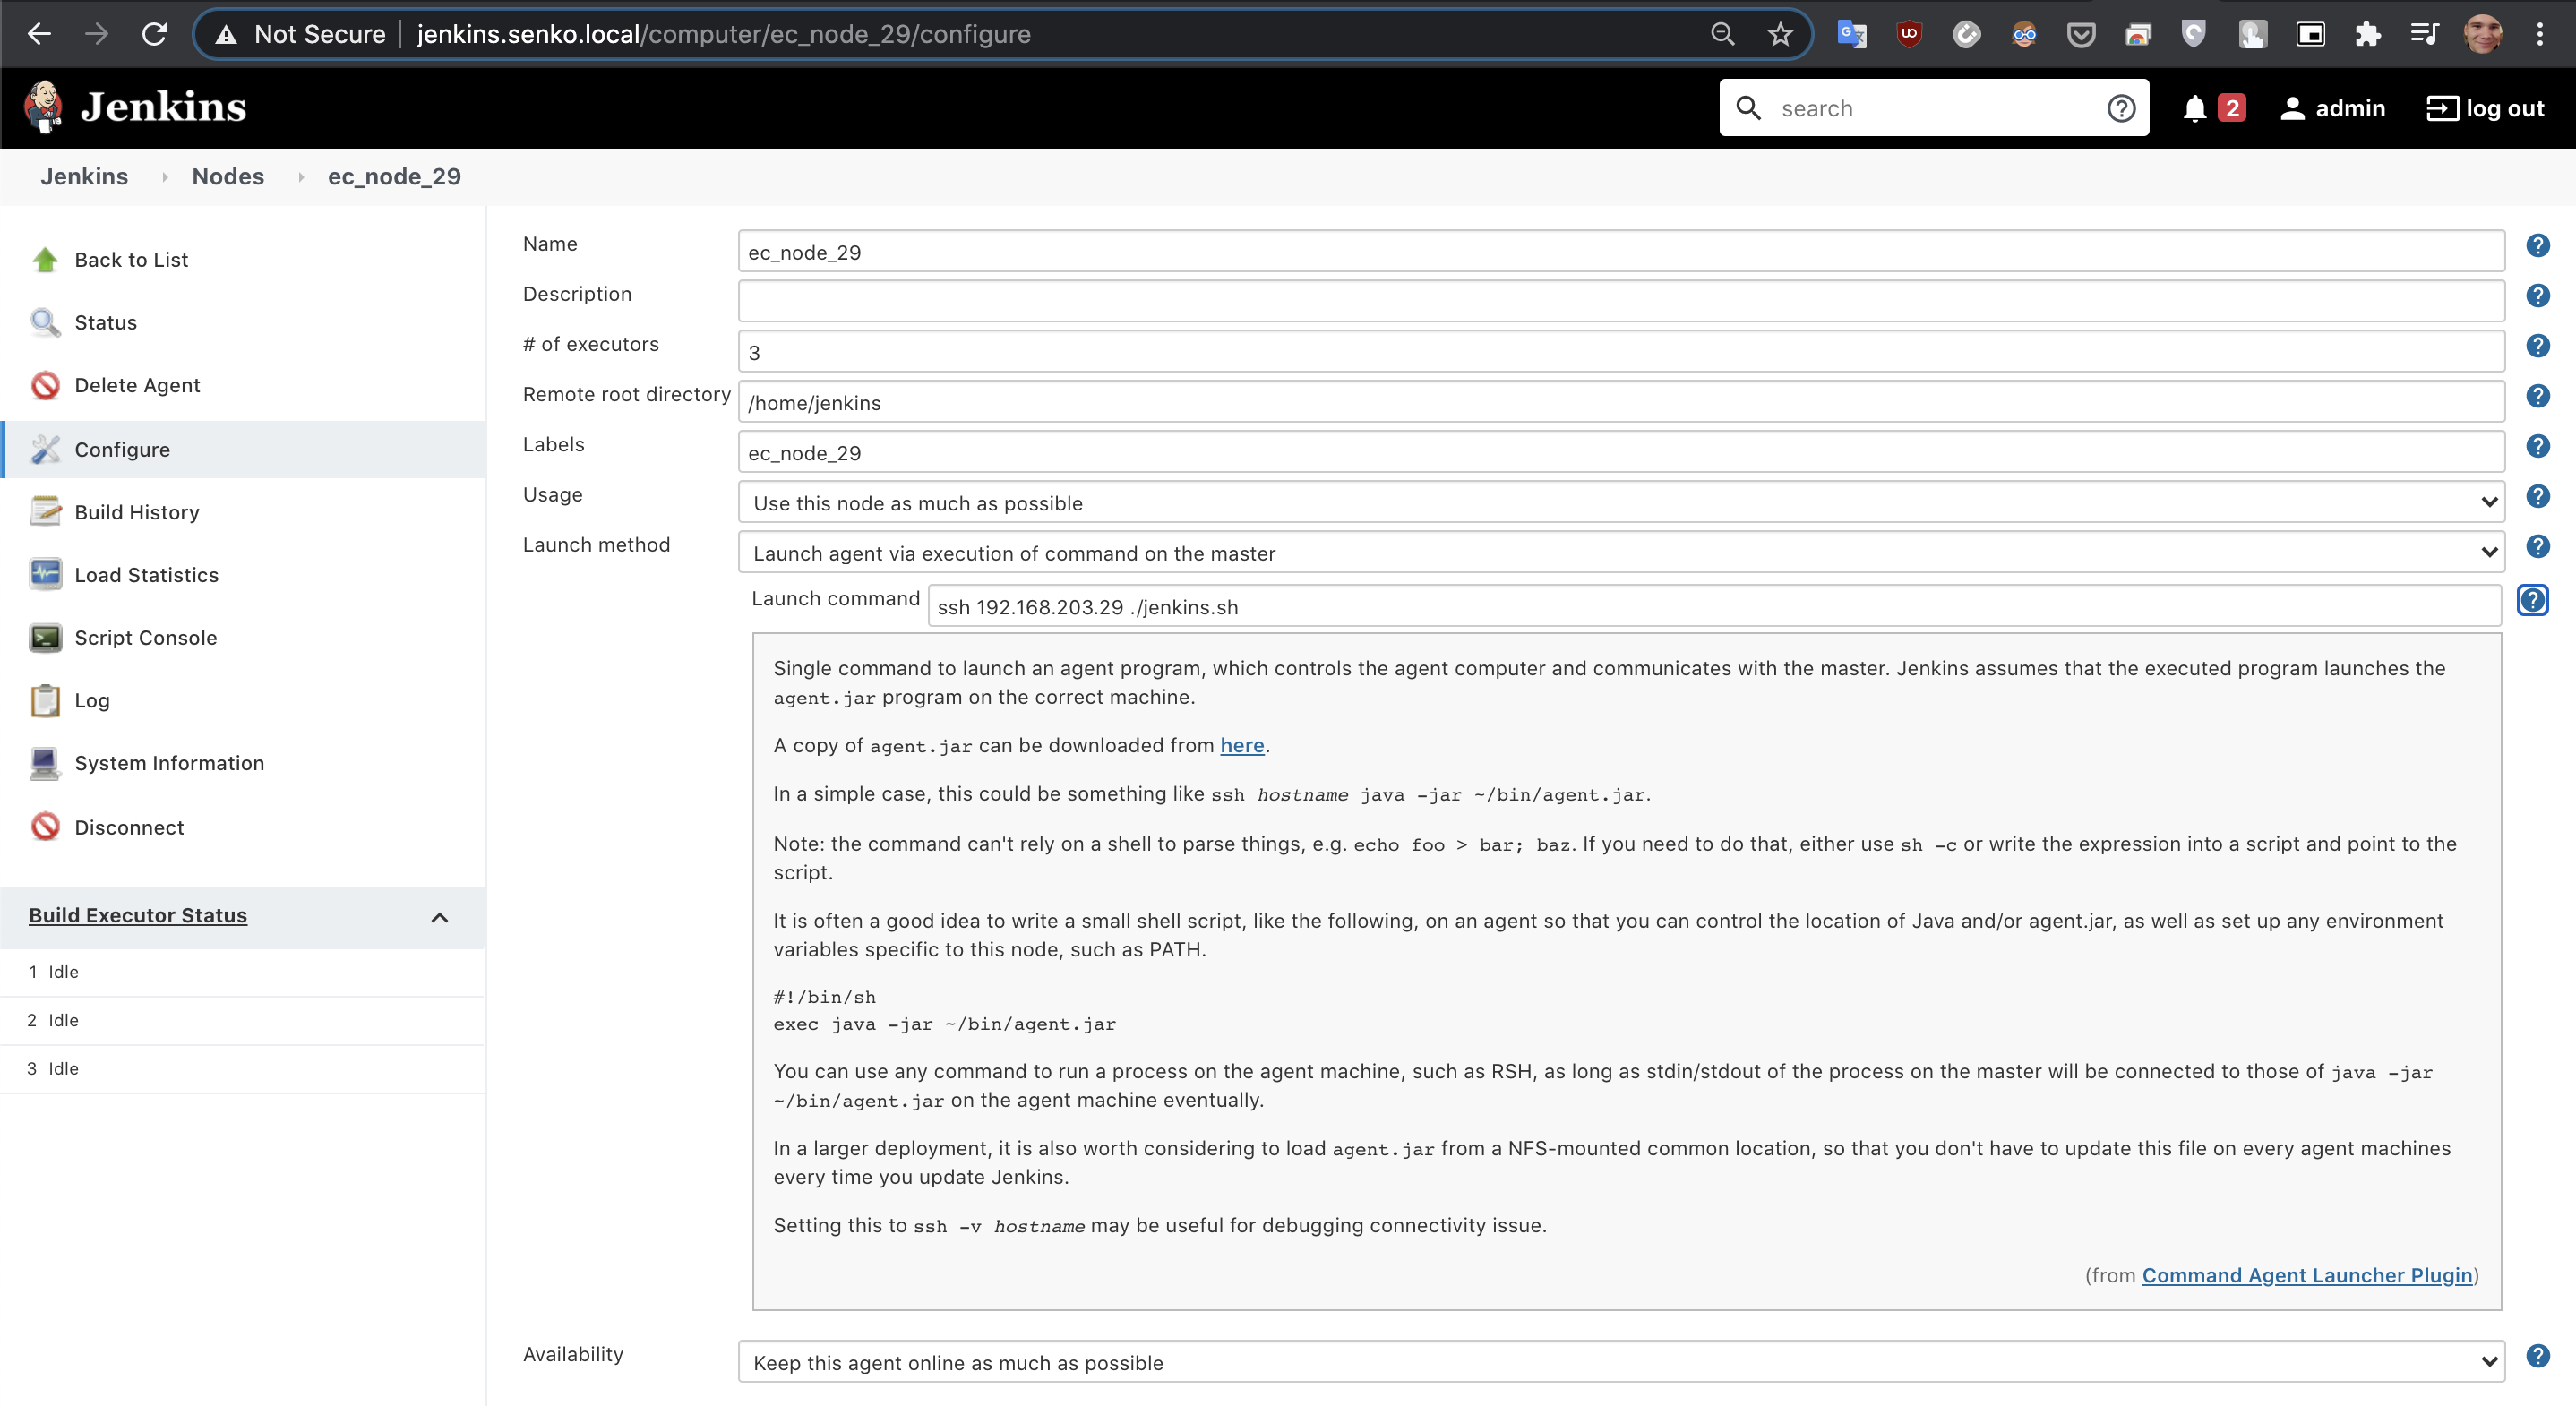 Not Secure jenkins.senko.local/computer/ec_node_29/configure
Jenkins
search
2
admin
log out
Jenkins
Nodes
ec_node_29
Back to List
Status
Delete Agent
Configure
Build History
Load Statistics
Script Console
Log
System Information
Disconnect
Build Executor Status
1 Idle
2 Idle
3 Idle
Name ec_node_29
Description
# of executors 3
Remote root directory /home/jenkins
Labels ec_node_29
Usage Use this node as much as possible
Launch method Launch agent via execution of command on the master
Launch command ssh 192.168.203.29 ./jenkins.sh
Single command to launch an agent program, which controls the agent computer and communicates with the master. Jenkins assumes that the executed program launches the
agent.jar program on the correct machine.
A copy of agent.jar can be downloaded from here.
In a simple case, this could be something like ssh hostname java -jar ~/bin/agent.jar.
Note: the command can't rely on a shell to parse things, e.g. echo foo > bar; baz. If you need to do that, either use sh -c or write the expression into a script and point to the
script.
It is often a good idea to write a small shell script, like the following, on an agent so that you can control the location of Java and/or agent.jar, as well as set up any environment
variables specific to this node, such as PATH.
#!/bin/sh
exec java -jar ~/bin/agent.jar
You can use any command to run a process on the agent machine, such as RSH, as long as stdin/stdout of the process on the master will be connected to those of java -jar
~/bin/agent.jar on the agent machine eventually.
In a larger deployment, it is also worth considering to load agent.jar from a NFS-mounted common location, so that you don't have to update this file on every agent machines
every time you update Jenkins.
Setting this to ssh -v hostname may be useful for debugging connectivity issue.
(from Command Agent Launcher Plugin)
Availability Keep this agent online as much as possible